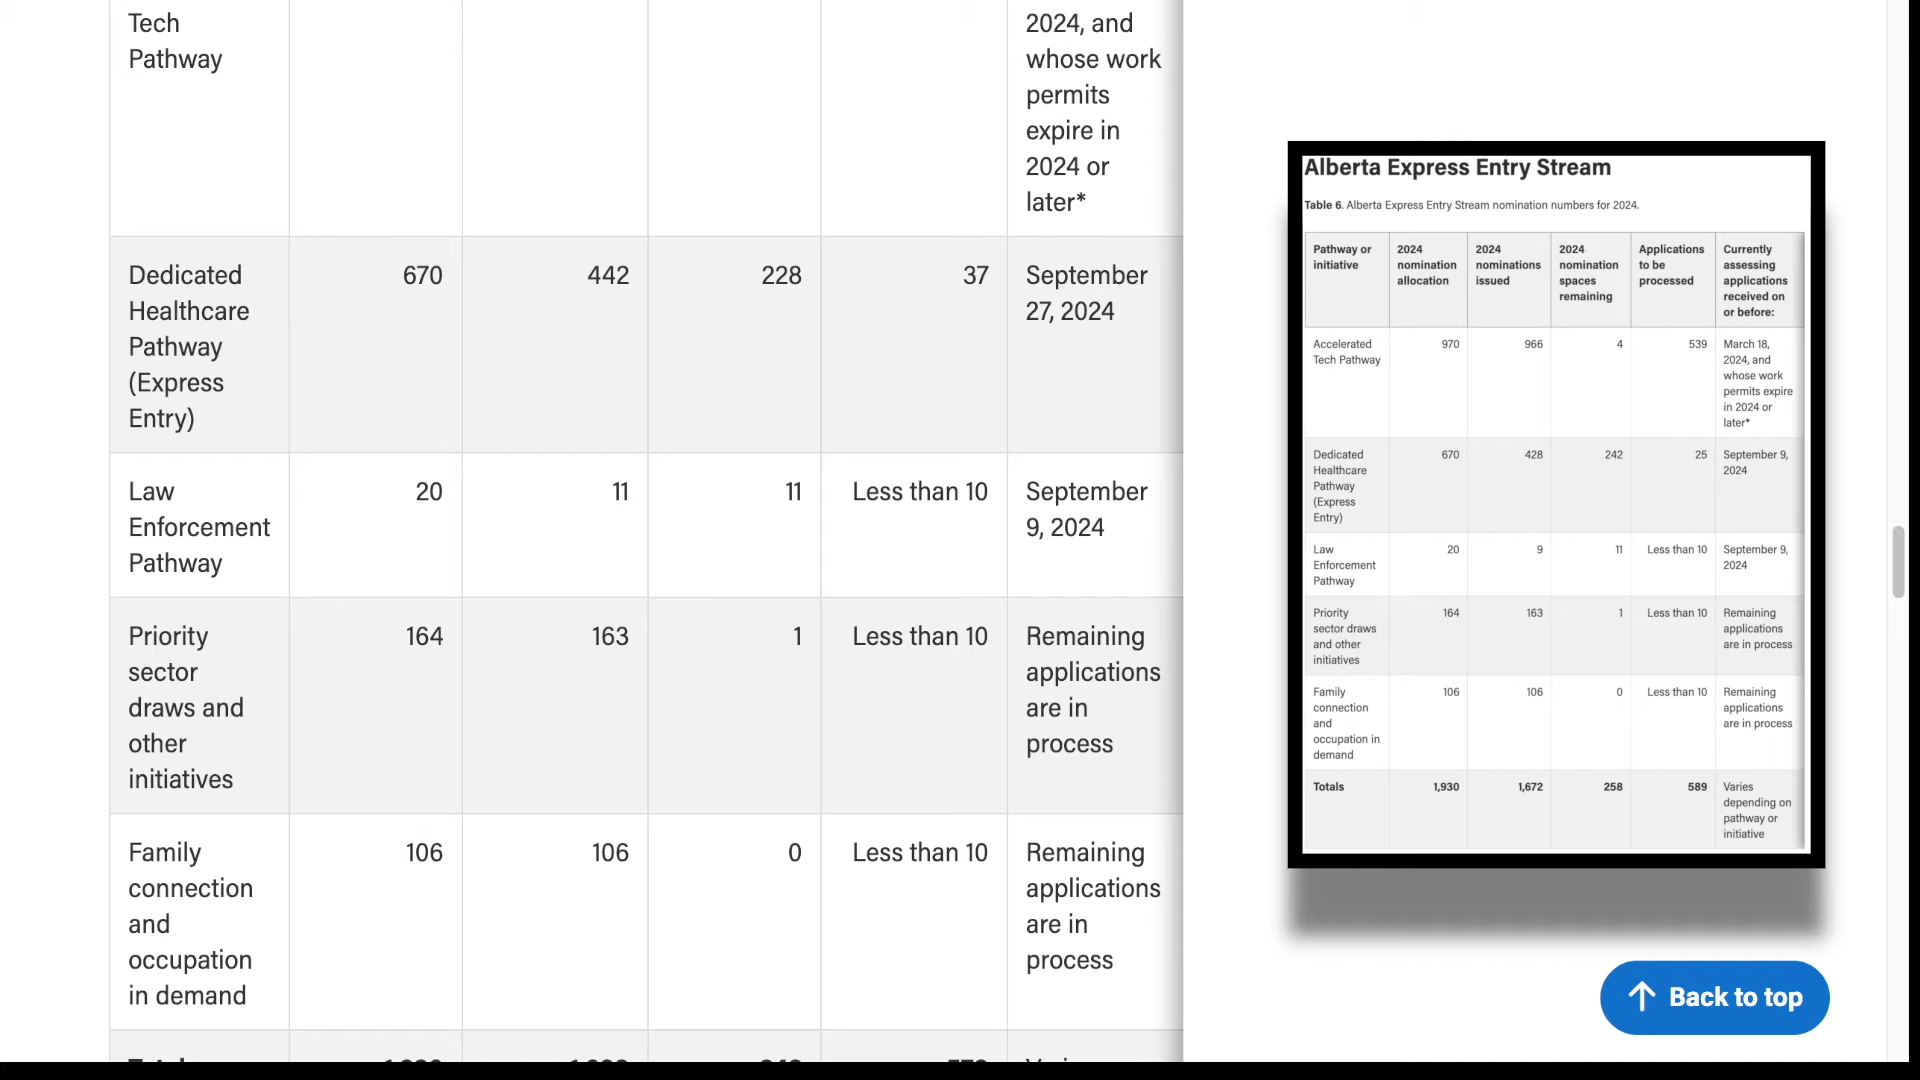 Tech
Pathway
2024, and
whose work
permits
expire in
2024 or
later*
Dedicated
Healthcare
Pathway
(Express
Entry)
670
442
228
37
September
27, 2024
Law
Enforcement
Pathway
20
11
11
Less than 10
September
9, 2024
Priority
sector
draws and
other
initiatives
164
163
1
Less than 10
Remaining
applications
are in
process
Family
connection
and
occupation
in demand
106
106
0
Less than 10
Remaining
applications
are in
process
Alberta Express Entry Stream
Table 6. Alberta Express Entry Stream nomination numbers for 2024.
Pathway or
initiative
2024
nomination
allocation
2024
nominations
issued
2024
nomination
spaces
remaining
Applications
to be
processed
Currently
assessing
applications
received on
or before:
Accelerated
Tech Pathway
970
966
4
539
March 18,
2024, and
whose work
permits expire
in 2024 or
later*
Dedicated
Healthcare
Pathway
(Express
Entry)
670
428
242
25
September 9,
2024
Law
Enforcement
Pathway
20
9
11
Less than 10
September 9,
2024
Priority
sector draws
and other
initiatives
164
163
1
Less than 10
Remaining
applications
are in process
Family
connection
and
occupation in
demand
106
106
0
Less than 10
Remaining
applications
are in process
Totals
1,930
1,672
258
589
Varies
depending on
pathway or
initiative
Back to top